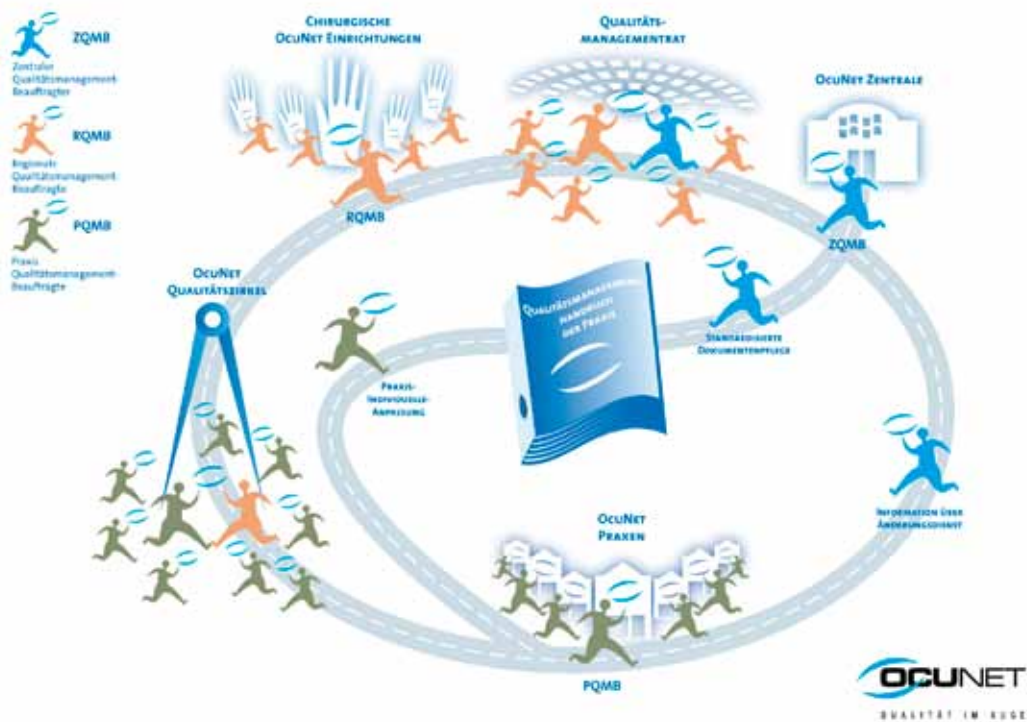 ZQMB
Zentraler
Qualitätsmanagement-
Beauftragter
RQMB
Regionale
Qualitätsmanagement-
Beauftragte
PQMB
Praxis
Qualitätsmanagement-
Beauftragte
CHIRURGISCHE
OCUNET EINRICHTUNGEN
QUALITÄTS-
MANAGEMENTRAT
OCUNET ZENTRALE
RQMB
ZQMB
OCUNET
QUALITÄTSZIRKEL
QUALITÄTSMANAGEMENT-
HANDBUCH
DER PRAXIS
STANDARDISIERTE
DOKUMENTENPFLEGE
PRAXIS-
INDIVIDUELLE-
ANPASSUNG
INFORMATION ÜBER
ÄNDERUNGSDIENST
OCUNET
PRAXEN
PQMB
OCUNET
QUALITÄT IM AUGE